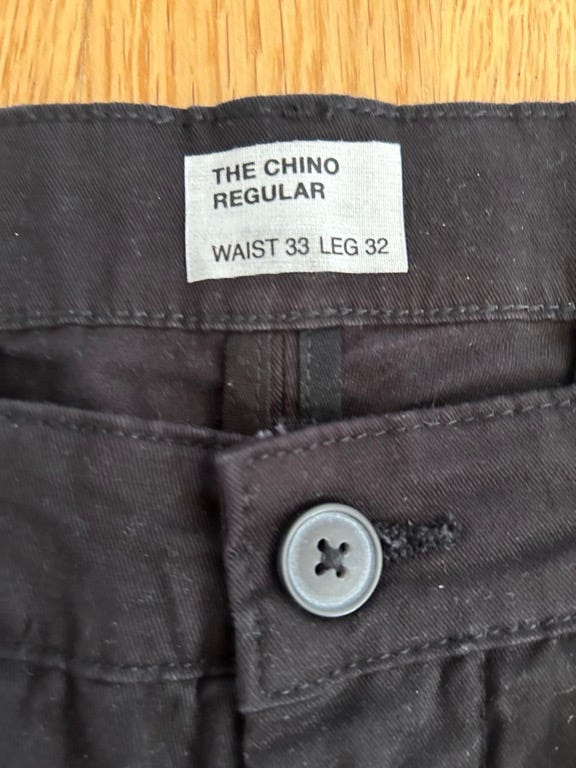 THE CHINO
REGULAR
WAIST 33 LEG 32